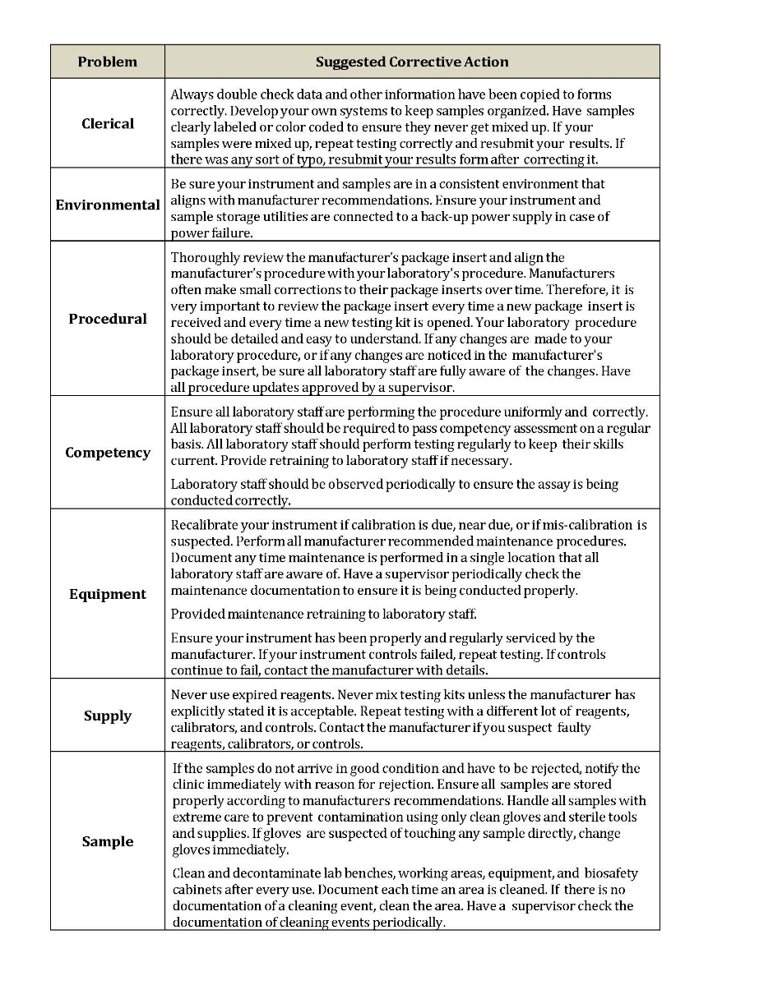 Problem
Suggested Corrective Action
Clerical
Always double check data and other information have been copied to forms
correctly. Develop your own systems to keep samples organized. Have samples
clearly labeled or color coded to ensure they never get mixed up. If your
samples were mixed up, repeat testing correctly and resubmit your results. If
there was any sort of typo, resubmit your results form after correcting it.
Environmental
Be sure your instrument and samples are in a consistent environment that
aligns with manufacturer recommendations. Ensure your instrument and
sample storage utilities are connected to a back-up power supply in case of
power failure.
Procedural
Thoroughly review the manufacturer's package insert and align the
manufacturer's procedure with your laboratory's procedure. Manufacturers
often make small corrections to their package inserts over time. Therefore, it is
very important to review the package insert every time a new package insert is
received and every time a new testing kit is opened. Your laboratory procedure
should be detailed and easy to understand. If any changes are made to your
laboratory procedure, or if any changes are noticed in the manufacturer's
package insert, be sure all laboratory staff are fully aware of the changes. Have
all procedure updates approved by a supervisor.
Competency
Ensure all laboratory staff are performing the procedure uniformly and correctly.
All laboratory staff should be required to pass competency assessment on a regular
basis. All laboratory staff should perform testing regularly to keep their skills
current. Provide retraining to laboratory staff if necessary.
Laboratory staff should be observed periodically to ensure the assay is being
conducted correctly.
Equipment
Recalibrate your instrument if calibration is due, near due, or if mis-calibration is
suspected. Perform all manufacturer recommended maintenance procedures.
Document any time maintenance is performed in a single location that all
laboratory staff are aware of. Have a supervisor periodically check the
maintenance documentation to ensure it is being conducted properly.
Provided maintenance retraining to laboratory staff.
Ensure your instrument has been properly and regularly serviced by the
manufacturer. If your instrument controls failed, repeat testing. If controls
continue to fail, contact the manufacturer with details.
Supply
Never use expired reagents. Never mix testing kits unless the manufacturer has
explicitly stated it is acceptable. Repeat testing with a different lot of reagents,
calibrators, and controls. Contact the manufacturer if you suspect faulty
reagents, calibrators, or controls.
Sample
If the samples do not arrive in good condition and have to be rejected, notify the
clinic immediately with reason for rejection. Ensure all samples are stored
properly according to manufacturers recommendations. Handle all samples with
extreme care to prevent contamination using only clean gloves and sterile tools
and supplies. If gloves are suspected of touching any sample directly, change
gloves immediately.
Clean and decontaminate lab benches, working areas, equipment, and biosafety
cabinets after every use. Document each time an area is cleaned. If there is no
documentation of a cleaning event, clean the area. Have a supervisor check the
documentation of cleaning events periodically.